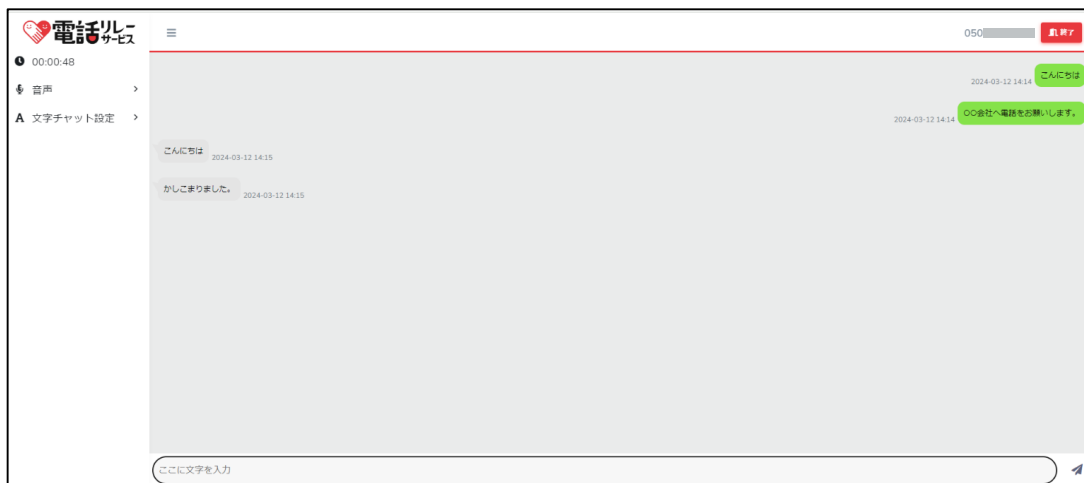 電話リレーサービス
050
終了
00:00:48
音声
A 文字チャット設定
2024-03-12 14:14 こんにちは
2024-03-12 14:14 〇〇会社へ電話をお願いします。
こんにちは 2024-03-12 14:15
かしこまりました。 2024-03-12 14:15
ここに文字を入力